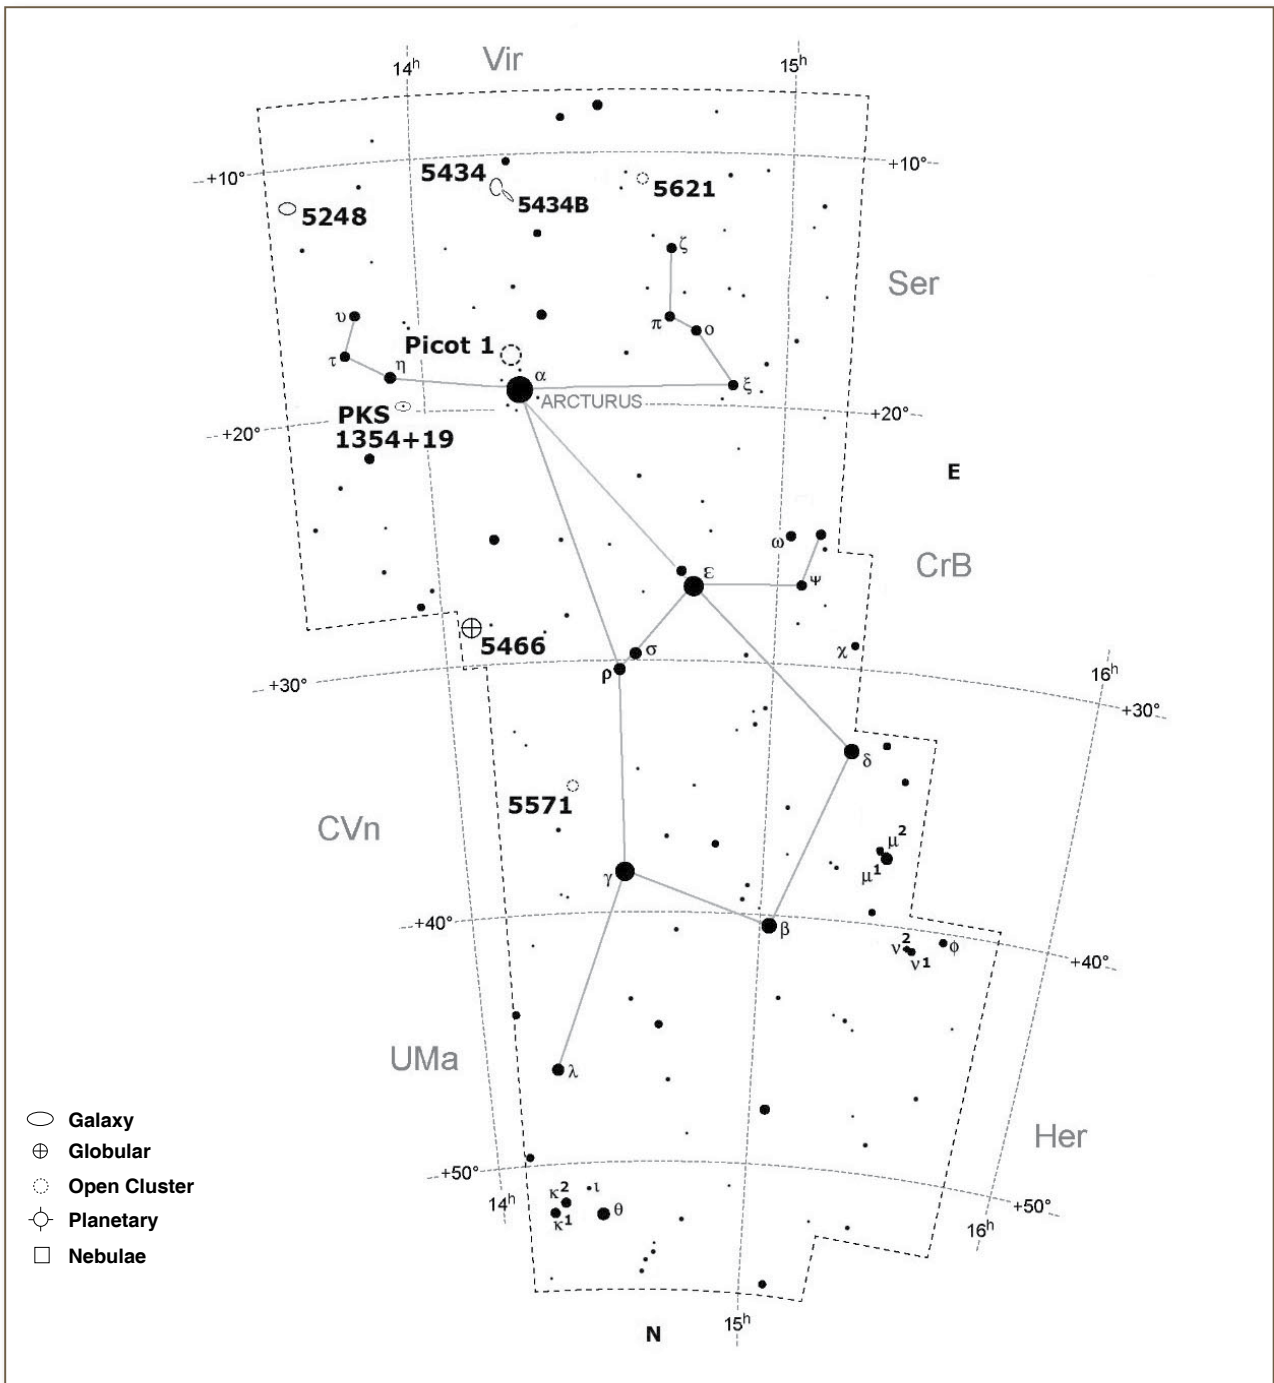 Vir
14h
15h
+10°
+10°
5434
5434B
5621
5248
ζ
Ser
υ
π
ο
τ
η
Picot 1
α
ξ
ARCTURUS
PKS
1354+19
+20°
+20°
E
ω
ε
ψ
CrB
5466
σ
ρ
χ
+30°
16h
+30°
δ
5571
CVn
μ2
μ1
γ
+40°
β
ν2
ν1
φ
+40°
UMa
λ
Galaxy
Globular
Open Cluster
Planetary
Nebulae
Her
+50°
14h
κ2
ι
κ1
θ
+50°
16h
15h
N